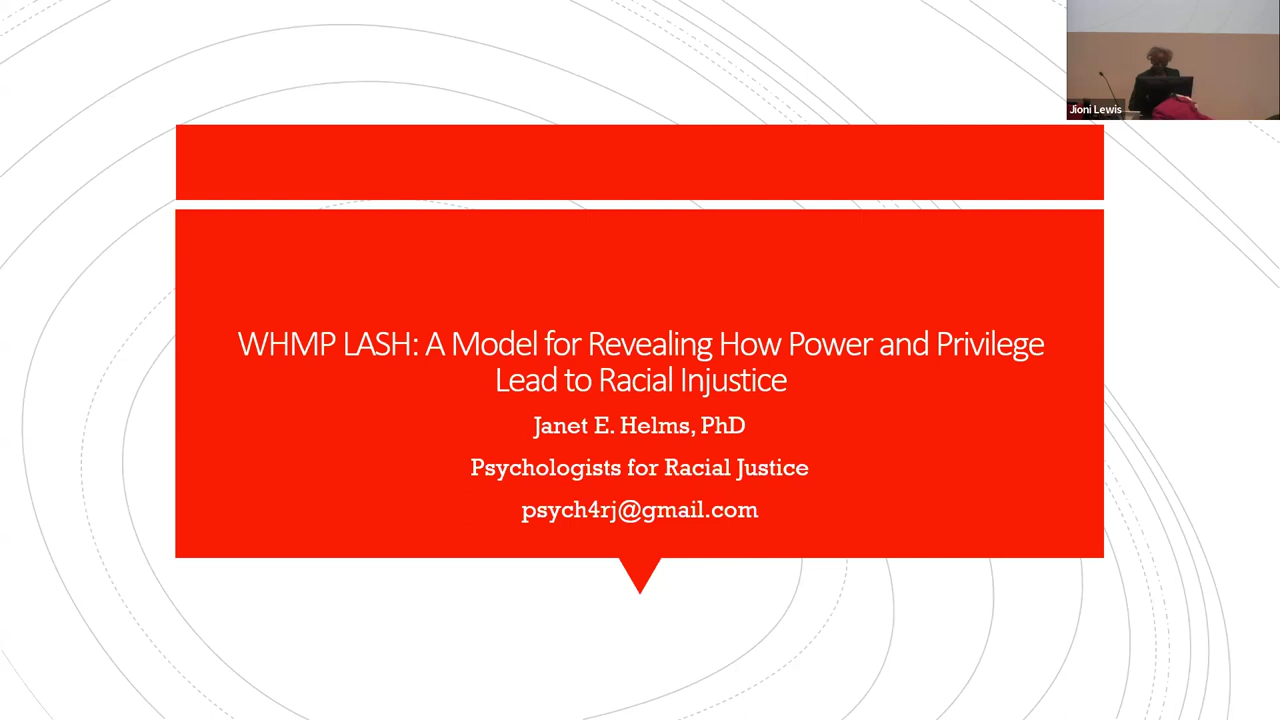 Jioni Lewis
WHMP LASH: A Model for Revealing How Power and Privilege
Lead to Racial Injustice
Janet E. Helms, PhD
Psychologists for Racial Justice
psych4rj@gmail.com